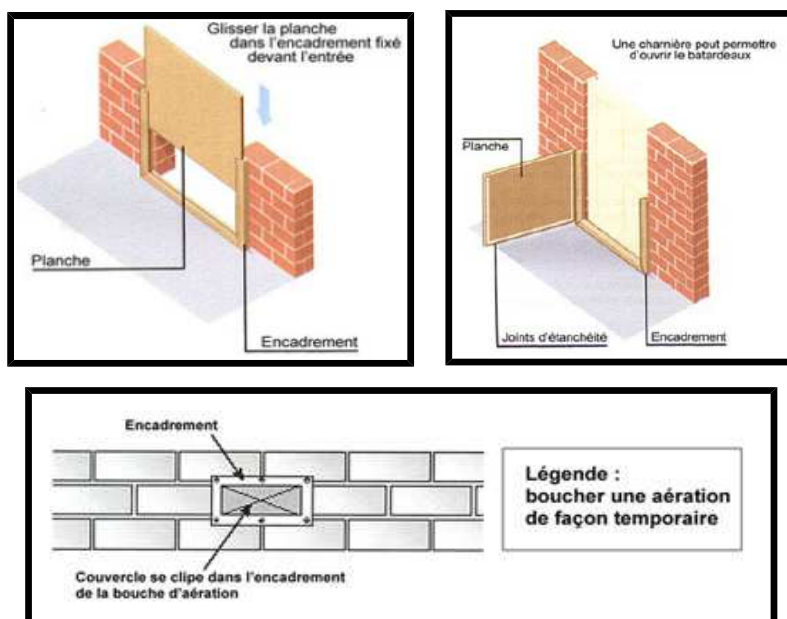 Glisser la planche
dans l'encadrement fixé
devant l'entrée
Planche
Encadrement
Une charnière peut permettre
d'ouvrir le batardeaux
Planche
Joints d'étanchéité
Encadrement
Encadrement
Couvercle se clipe dans l'encadrement
de la bouche d'aération
Légende :
boucher une aération
de façon temporaire